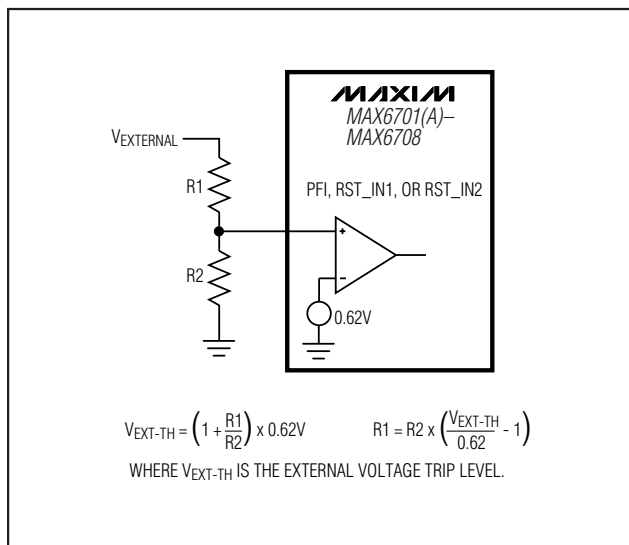 MAXIM
MAX6701(A)–
MAX6708
VEXTERNAL
R1
PFI, RST_IN1, OR RST_IN2
+
R2
–
0.62V
VEXT-TH = (1 + R1/R2) x 0.62V
R1 = R2 x (VEXT-TH/0.62 - 1)
WHERE VEXT-TH IS THE EXTERNAL VOLTAGE TRIP LEVEL.